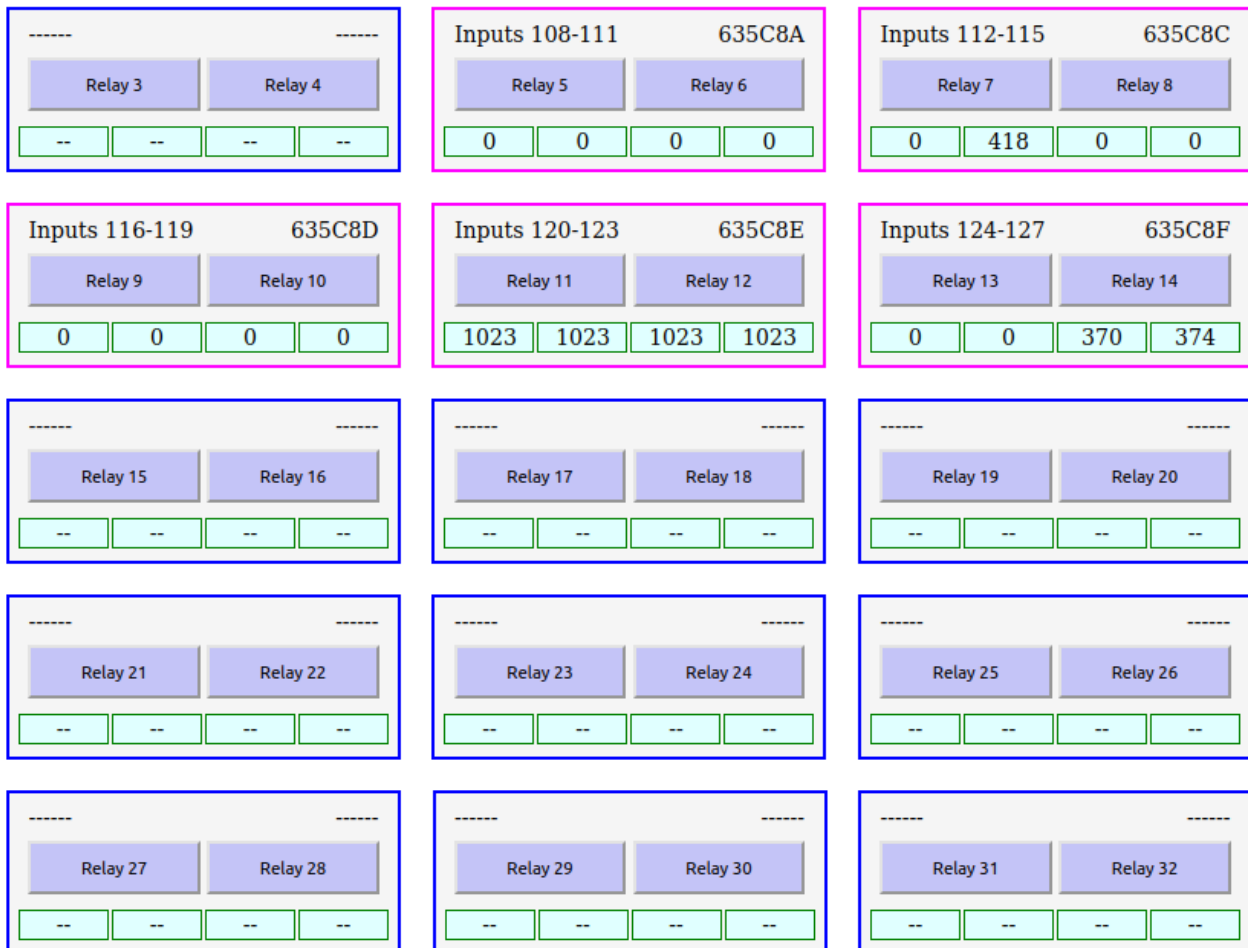 ------ ------ Inputs 108-111 635C8A Inputs 112-115 635C8C
Relay 3 Relay 4 Relay 5 Relay 6 Relay 7 Relay 8
-- -- -- -- 0 0 0 0 0 418 0 0
Inputs 116-119 635C8D Inputs 120-123 635C8E Inputs 124-127 635C8F
Relay 9 Relay 10 Relay 11 Relay 12 Relay 13 Relay 14
0 0 0 0 1023 1023 1023 1023 0 0 370 374
------ ------ ------ ------ ------ ------
Relay 15 Relay 16 Relay 17 Relay 18 Relay 19 Relay 20
-- -- -- -- -- -- -- -- -- -- -- --
------ ------ ------ ------ ------ ------
Relay 21 Relay 22 Relay 23 Relay 24 Relay 25 Relay 26
-- -- -- -- -- -- -- -- -- -- -- --
------ ------ ------ ------ ------ ------
Relay 27 Relay 28 Relay 29 Relay 30 Relay 31 Relay 32
-- -- -- -- -- -- -- -- -- -- -- --